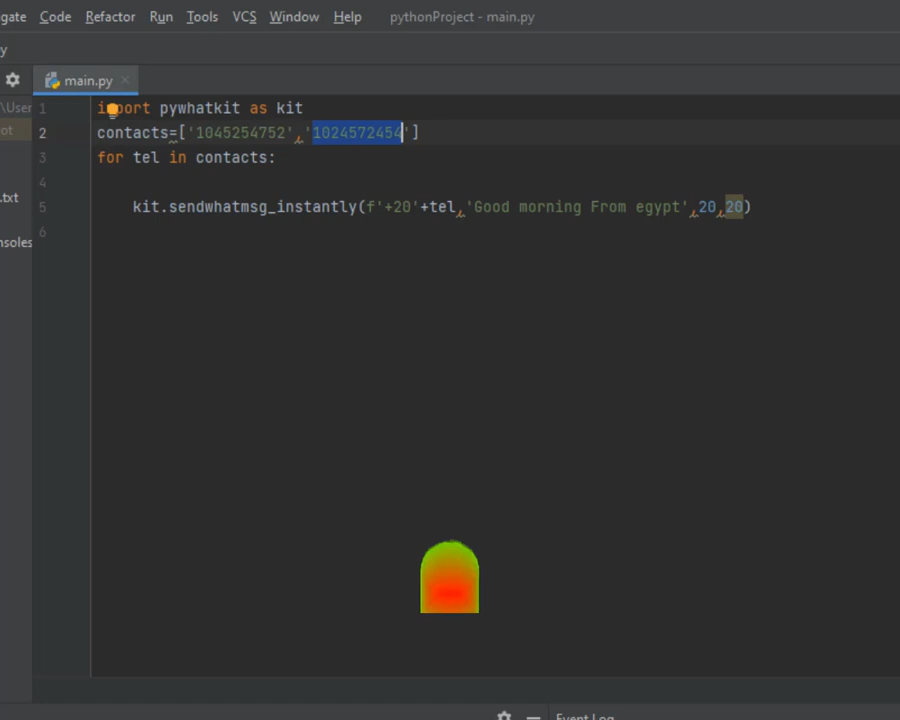 gate Code Refactor Run Tools VCS Window Help pythonProject - main.py
y
main.py
\User
ot
.txt
nsoles
1 import pywhatkit as kit
2 contacts=['1045254752','1024572454']
3 for tel in contacts:
4
5 kit.sendwhatmsg_instantly(f'+20'+tel,'Good morning From egypt',20,20)
6
Event Log